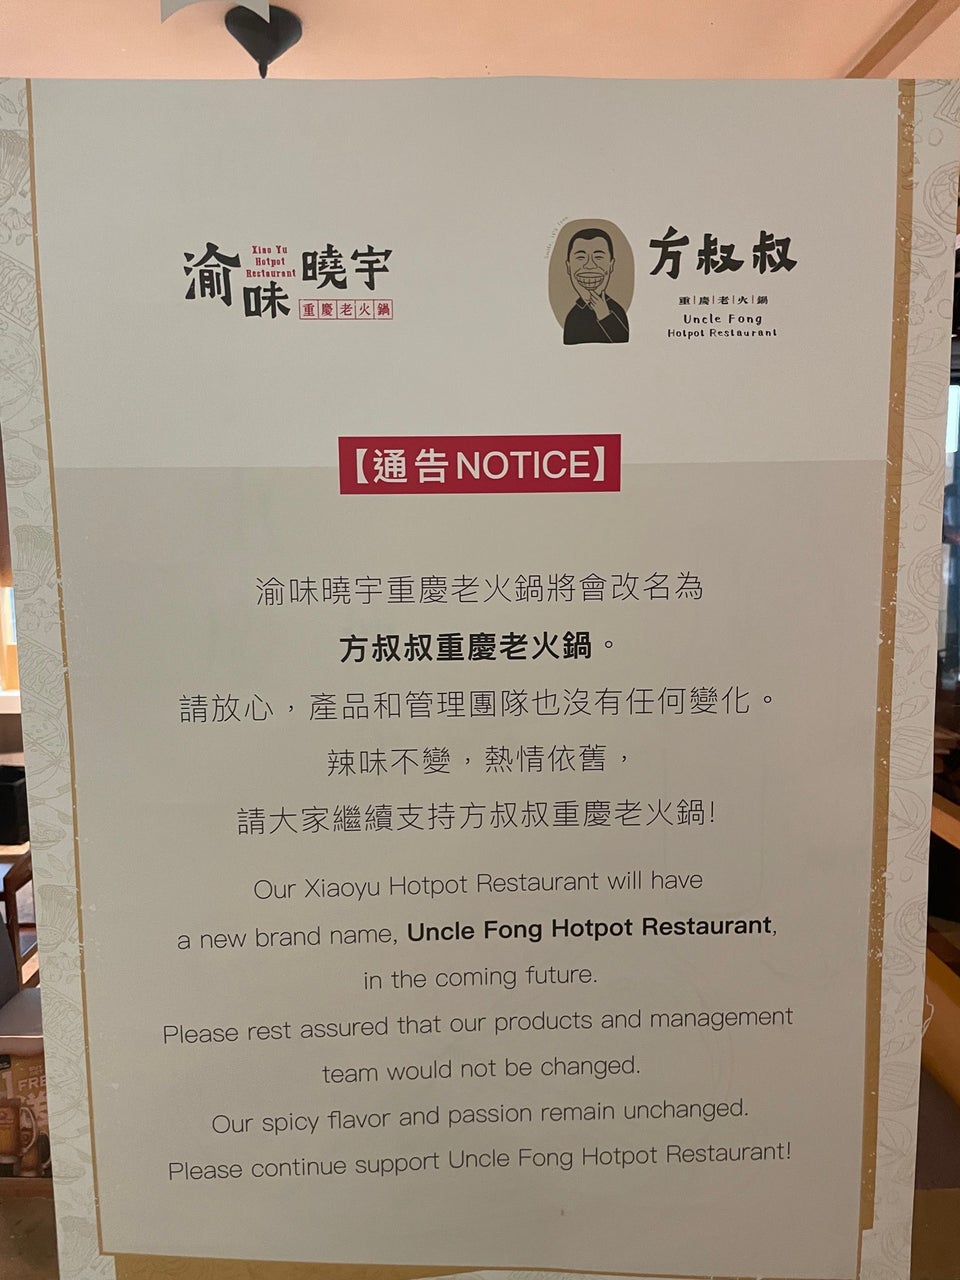 渝味曉宇
Xiao Yu
Hotpot
Restaurant
重慶老火鍋
方叔叔
重|慶|老|火|鍋
Uncle Fong
Hotpot Restaurant
【通告NOTICE】
渝味曉宇重慶老火鍋將會改名為
方叔叔重慶老火鍋。
請放心，產品和管理團隊也沒有任何變化。
辣味不變，熱情依舊，
請大家繼續支持方叔叔重慶老火鍋!
Our Xiaoyu Hotpot Restaurant will have
a new brand name, Uncle Fong Hotpot Restaurant,
in the coming future.
Please rest assured that our products and management
team would not be changed.
Our spicy flavor and passion remain unchanged.
Please continue support Uncle Fong Hotpot Restaurant!